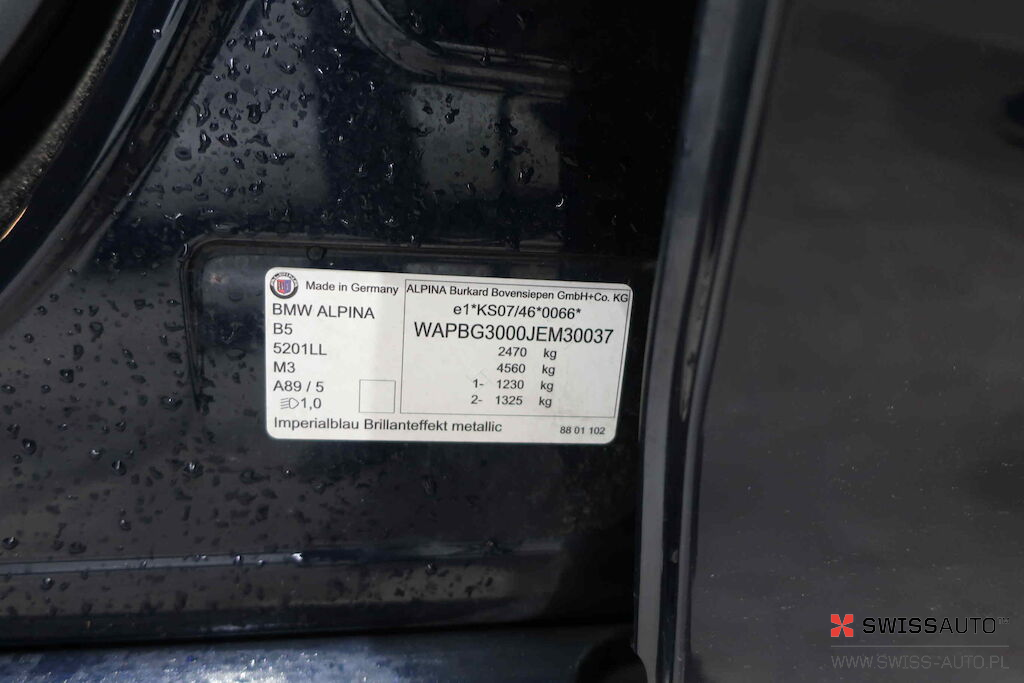 Made in Germany
BMW ALPINA
B5
5201LL
M3
A89 / 5
1,0
ALPINA Burkard Bovensiepen GmbH+Co. KG
e1*KS07/46*0066*
WAPBG3000JEM30037
2470 kg
4560 kg
1- 1230 kg
2- 1325 kg
Imperialblau Brillanteffekt metallic
88 01 102
SWISSAUTO
WWW.SWISS-AUTO.PL